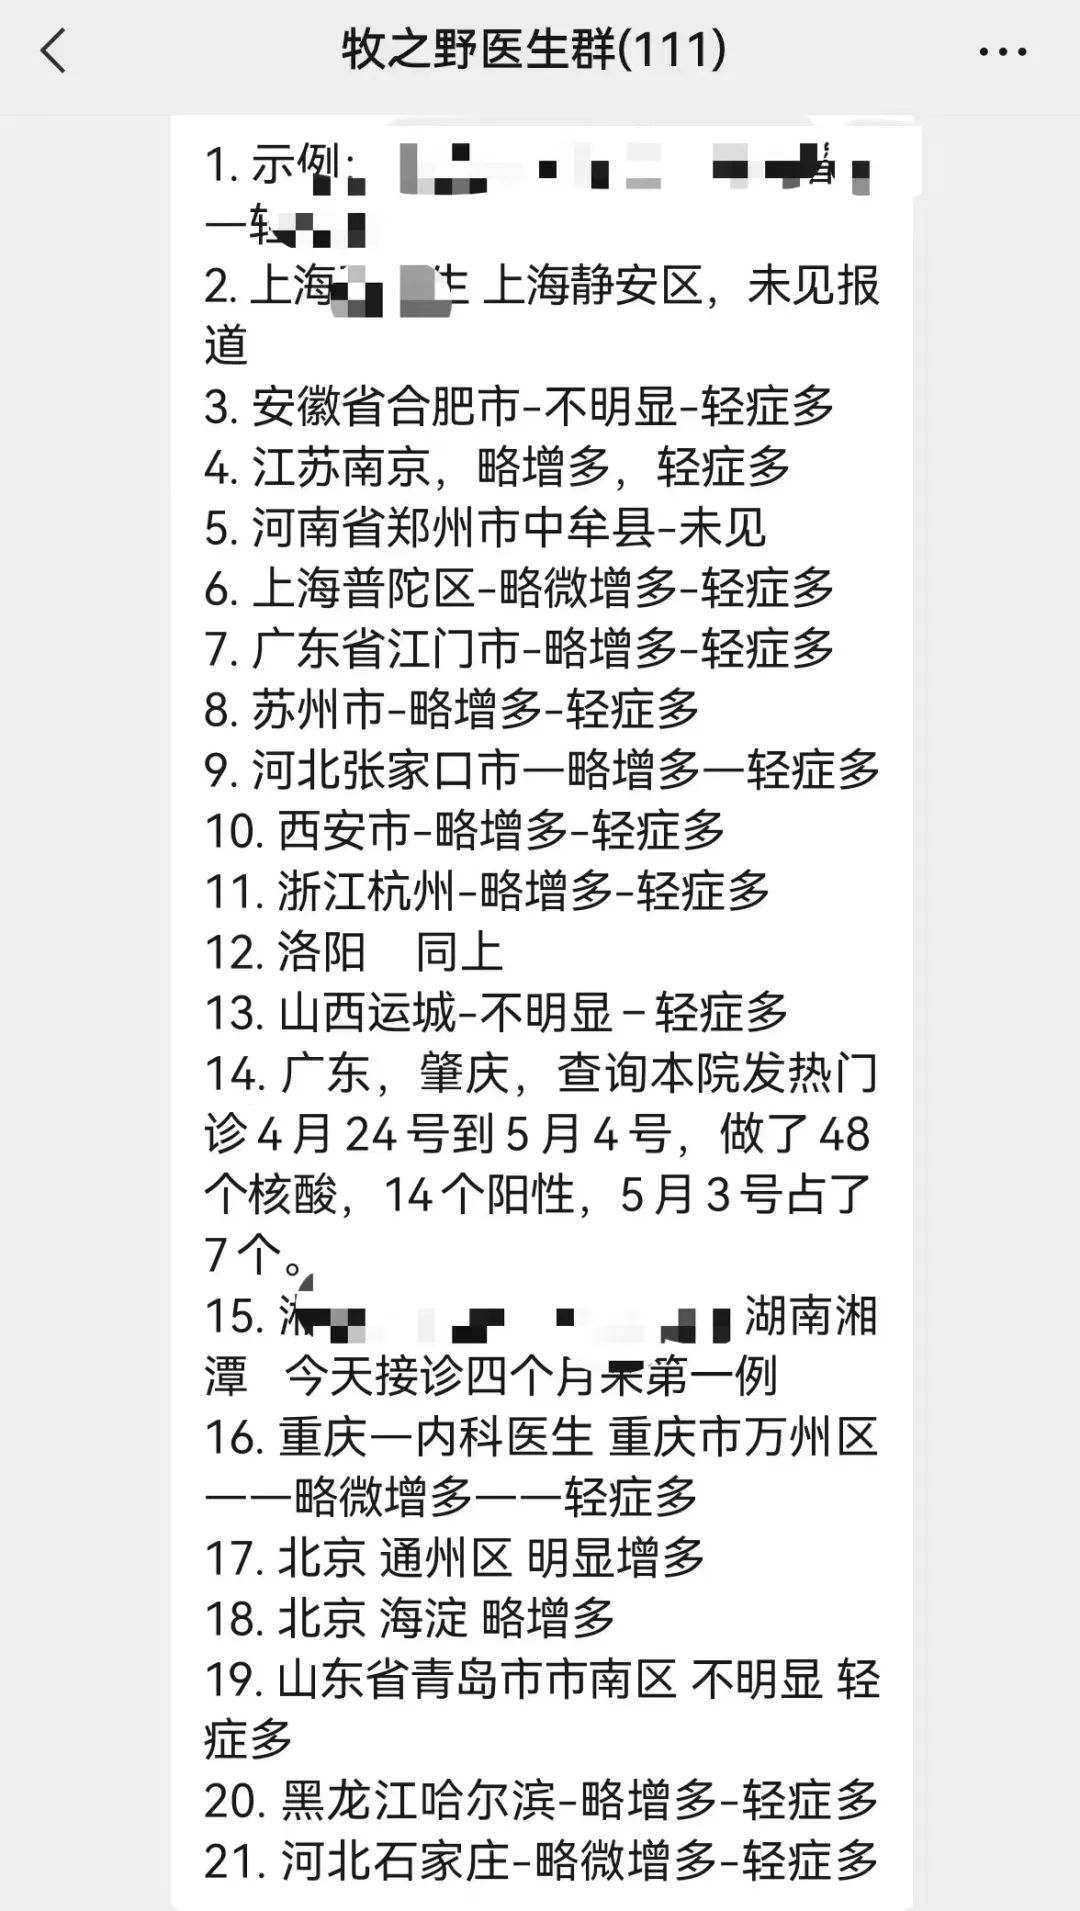 牧之野医生群(111)
1. 示例:
—轻
2. 上海 生 上海静安区，未见报
道
3. 安徽省合肥市-不明显-轻症多
4. 江苏南京，略增多，轻症多
5. 河南省郑州市中牟县-未见
6. 上海普陀区-略微增多-轻症多
7. 广东省江门市-略增多-轻症多
8. 苏州市-略增多-轻症多
9. 河北张家口市—略增多—轻症多
10. 西安市-略增多-轻症多
11. 浙江杭州-略增多-轻症多
12. 洛阳　同上
13. 山西运城-不明显－轻症多
14. 广东，肇庆，查询本院发热门
诊4月24号到5月4号，做了48
个核酸，14个阳性，5月3号占了
7个。
15. 湖南湘
潭　今天接诊四个月来第一例
16. 重庆一内科医生 重庆市万州区
——略微增多——轻症多
17. 北京 通州区 明显增多
18. 北京 海淀 略增多
19. 山东省青岛市市南区 不明显 轻
症多
20. 黑龙江哈尔滨-略增多-轻症多
21. 河北石家庄-略微增多-轻症多